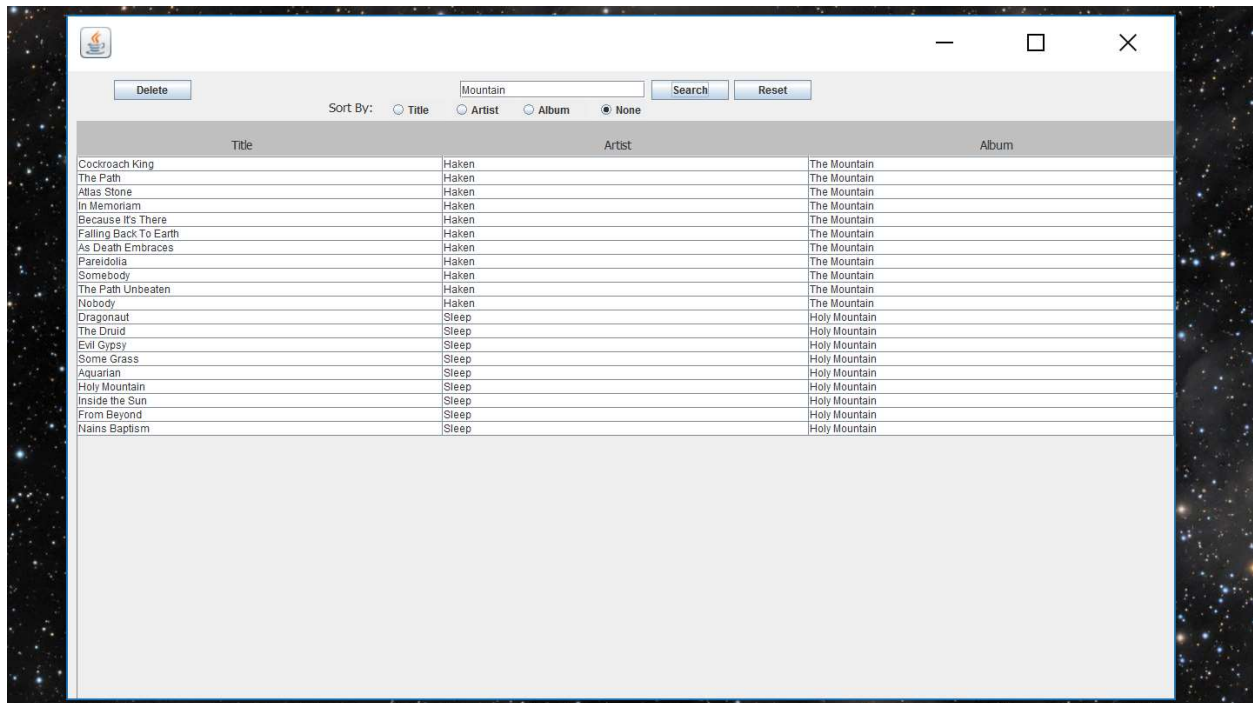 Delete Mountain Search Reset
Sort By: Title Artist Album None
Title Artist Album
Cockroach King Haken The Mountain
The Path Haken The Mountain
Atlas Stone Haken The Mountain
In Memoriam Haken The Mountain
Because It's There Haken The Mountain
Falling Back To Earth Haken The Mountain
As Death Embraces Haken The Mountain
Pareidolia Haken The Mountain
Somebody Haken The Mountain
The Path Unbeaten Haken The Mountain
Nobody Haken The Mountain
Dragonaut Sleep Holy Mountain
The Druid Sleep Holy Mountain
Evil Gypsy Sleep Holy Mountain
Some Grass Sleep Holy Mountain
Aquarian Sleep Holy Mountain
Holy Mountain Sleep Holy Mountain
Inside the Sun Sleep Holy Mountain
From Beyond Sleep Holy Mountain
Nains Baptism Sleep Holy Mountain